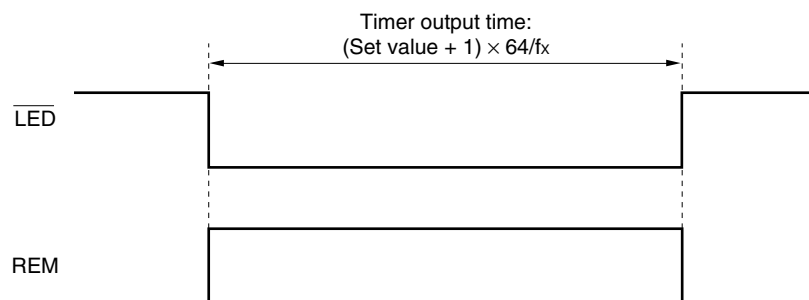 Timer output time:
(Set value + 1) × 64/fx
LED
REM